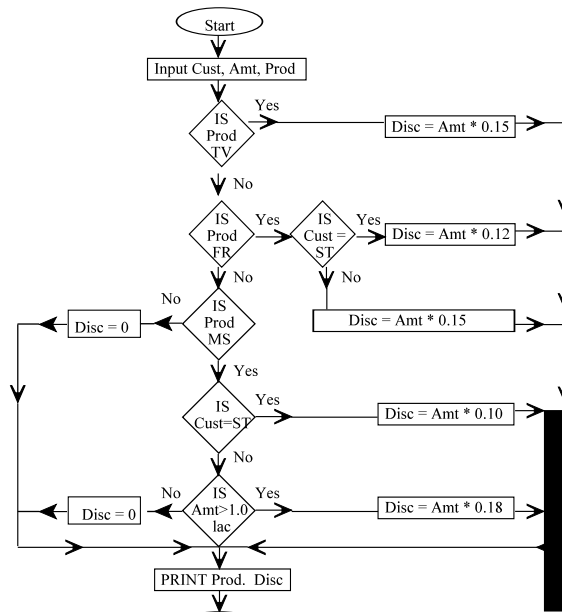 Start
Input Cust, Amt, Prod
IS
Prod
TV
Yes
Disc = Amt * 0.15
No
IS
Prod
FR
Yes
IS
Cust =
ST
Yes
Disc = Amt * 0.12
No
No
Disc = Amt * 0.15
IS
Prod
MS
No
Disc = 0
Yes
IS
Cust=ST
Yes
Disc = Amt * 0.10
No
IS
Amt>1.0
lac
No
Disc = 0
Yes
Disc = Amt * 0.18
PRINT Prod. Disc